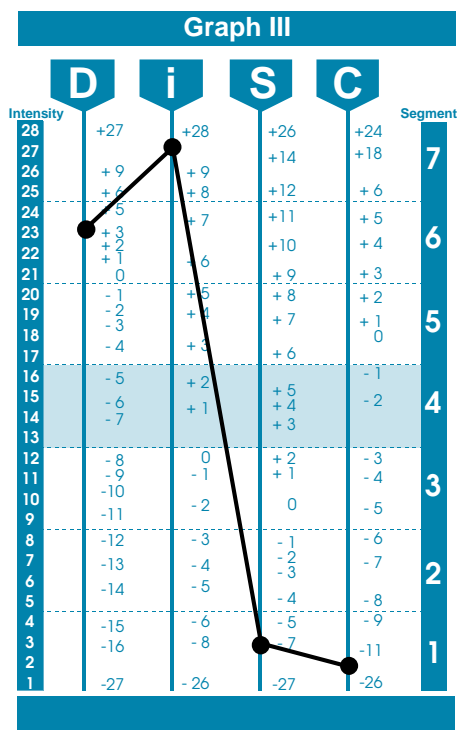 Graph III
D i S C
Intensity Segment
28 +27 +28 +26 +24
27 +14 +18 7
26 + 9 + 9
25 + 6 + 8 +12 + 6
24 + 5 + 7 +11 + 5
23 + 3 6
22 + 2 +10 + 4
+ 1 + 6
21 0 + 9 + 3
20 - 1 + 5 + 8 + 2
19 - 2 + 4 + 7 + 1 5
18 - 3 0
17 - 4 + 3 + 6
16 - 5 + 2 - 1
15 + 5
- 6 + 1 + 4 - 2 4
14 - 7 + 3
13
12 - 8 0 + 2 - 3
11 - 9 - 1 + 1 - 4
-10 3
10 - 2 0 - 5
9 -11
8 -12 - 3 - 1 - 6
7 -13 - 4 - 2 - 7
- 3 2
6 -14 - 5
5 - 4 - 8
4 -15 - 6 - 5 - 9
3 -16 - 8 - 7
2 -11 1
1 -27 - 26 -27 -26